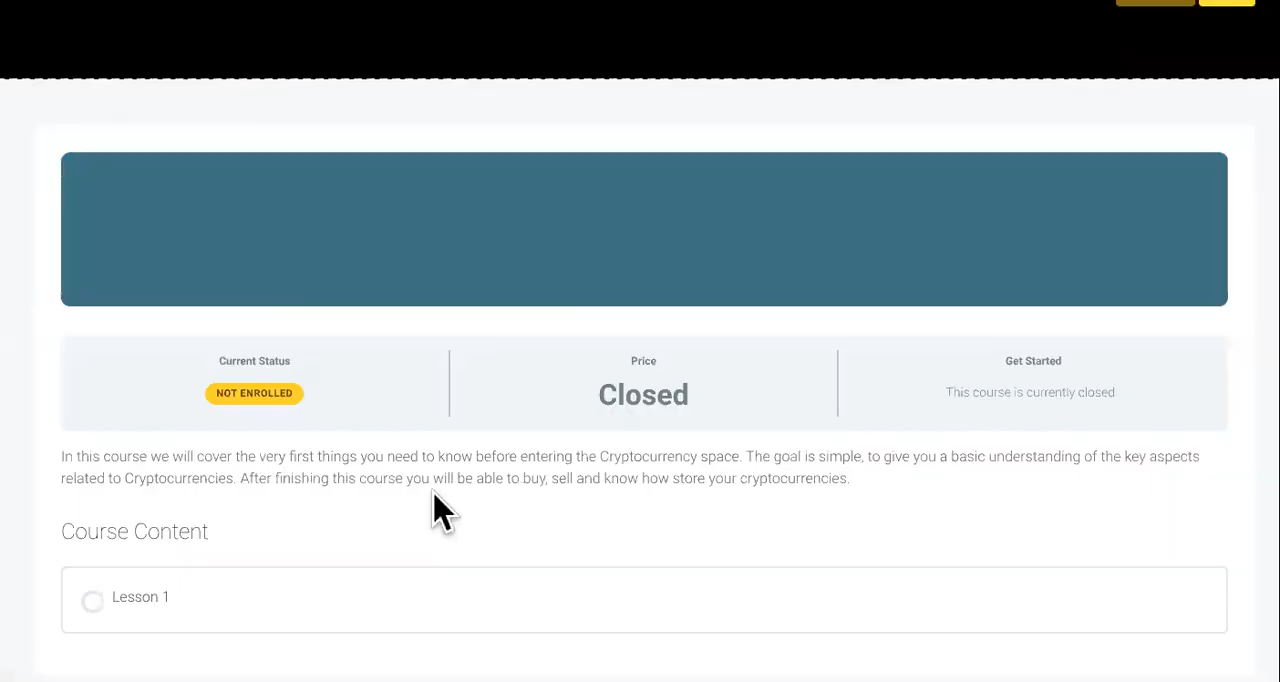 Current Status
Price
Get Started
NOT ENROLLED
Closed
This course is currently closed
In this course we will cover the very first things you need to know before entering the Cryptocurrency space. The goal is simple, to give you a basic understanding of the key aspects
related to Cryptocurrencies. After finishing this course you will be able to buy, sell and know how store your cryptocurrencies.
Course Content
Lesson 1